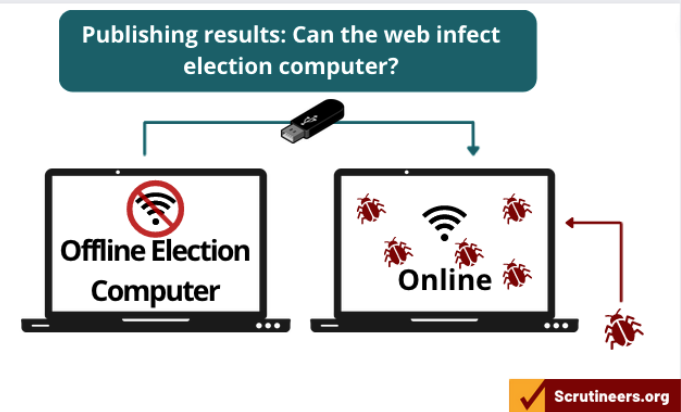 Publishing results: Can the web infect
election computer?
Offline Election
Computer
Online
Scrutineers.org